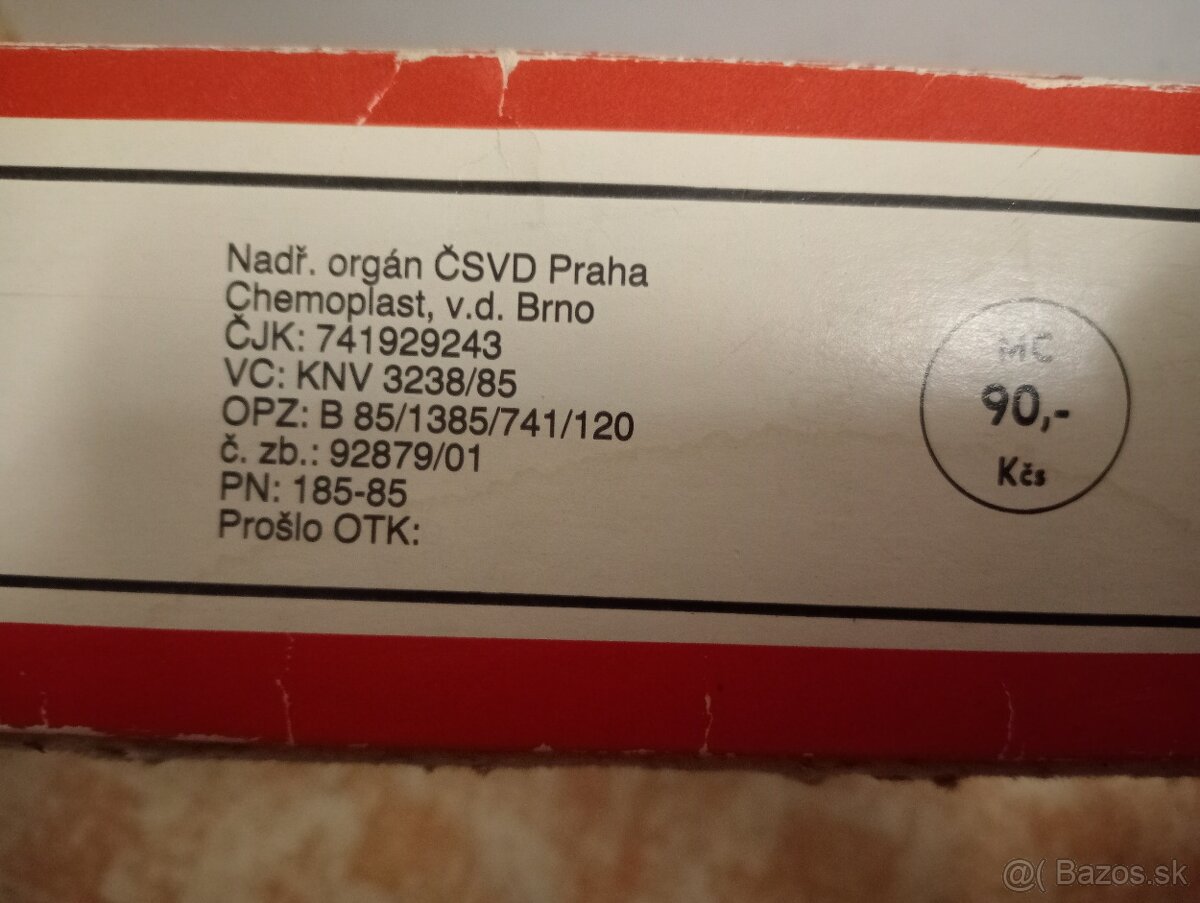 Nadř. orgán ČSVD Praha
Chemoplast, v.d. Brno
ČJK: 741929243
VC: KNV 3238/85
OPZ: B 85/1385/741/120
č. zb.: 92879/01
PN: 185-85
Prošlo OTK:
MC
90,-
Kčs
@( Bazos.sk